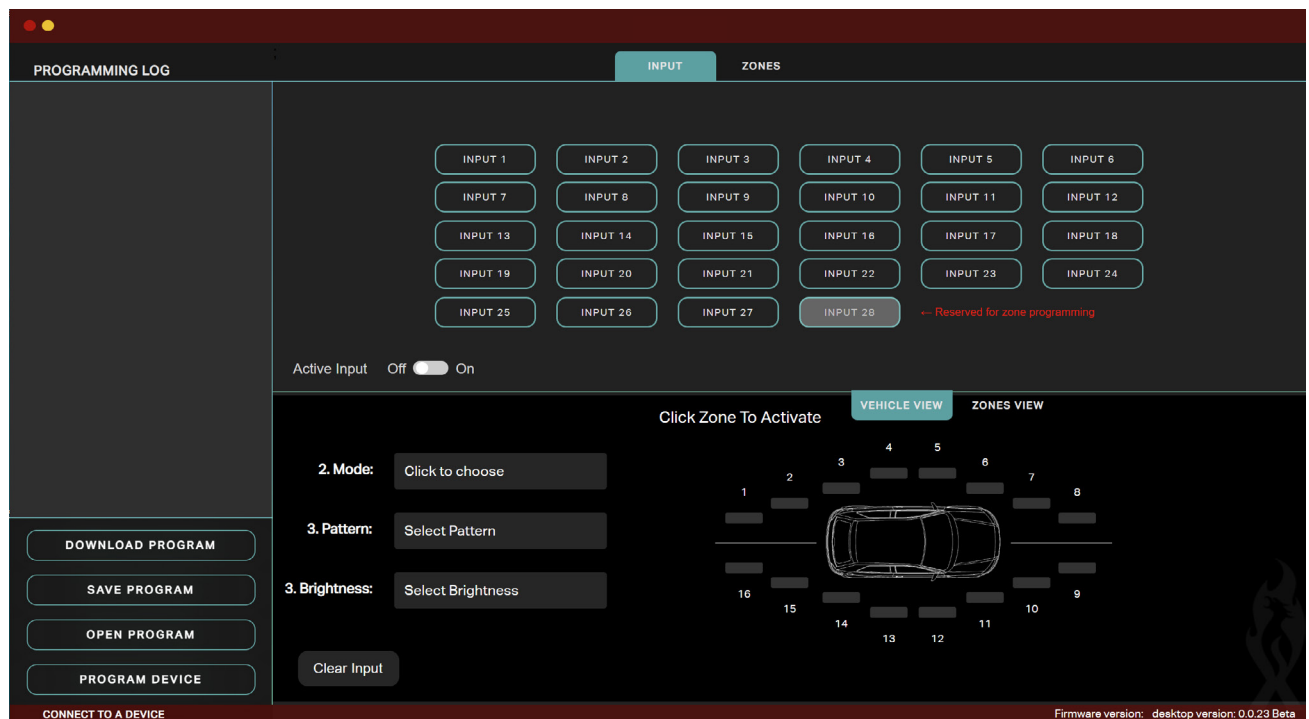 PROGRAMMING LOG
INPUT ZONES
INPUT 1 INPUT 2 INPUT 3 INPUT 4 INPUT 5 INPUT 6
INPUT 7 INPUT 8 INPUT 9 INPUT 10 INPUT 11 INPUT 12
INPUT 13 INPUT 14 INPUT 15 INPUT 16 INPUT 17 INPUT 18
INPUT 19 INPUT 20 INPUT 21 INPUT 22 INPUT 23 INPUT 24
INPUT 25 INPUT 26 INPUT 27 INPUT 28 ← Reserved for zone programming
Active Input Off On
Click Zone To Activate
VEHICLE VIEW ZONES VIEW
2. Mode: Click to choose
3. Pattern: Select Pattern
3. Brightness: Select Brightness
Clear Input
1 2 3 4 5 6 7 8
16 15 14 13 12 11 10 9
DOWNLOAD PROGRAM
SAVE PROGRAM
OPEN PROGRAM
PROGRAM DEVICE
CONNECT TO A DEVICE
Firmware version: desktop version: 0.0.23 Beta